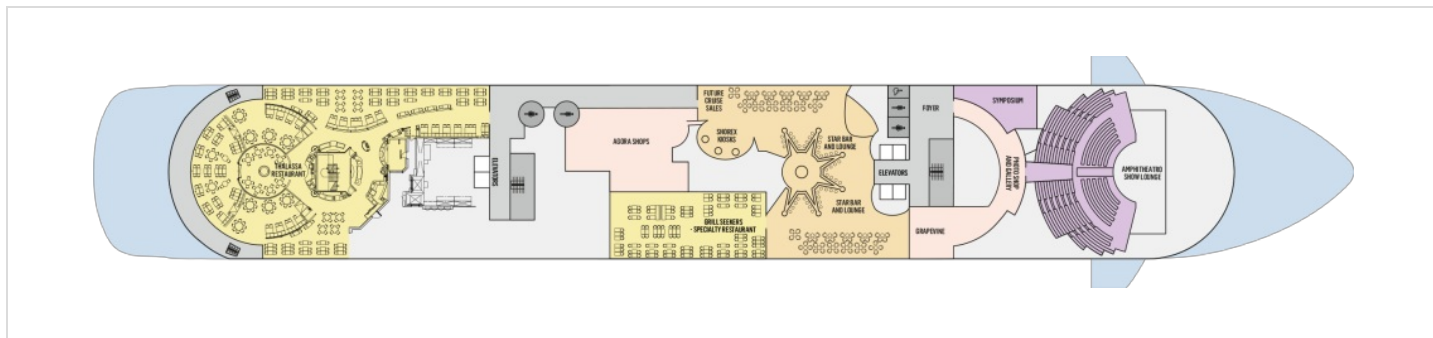 THALASSA
RESTAURANT
ELEVATORS
AGORA SHOPS
FUTURE
CRUISE
SALES
SHOREX
KIOSKS
GRILL SEEKERS
- SPECIALTY RESTAURANT
STAR BAR
AND LOUNGE
STAR BAR
AND LOUNGE
ELEVATORS
FOYER
GRAPEVINE
SYMPOSIUM
PHOTO SHOP
AND GALLERY
AMPHITHEATRO
SHOW LOUNGE